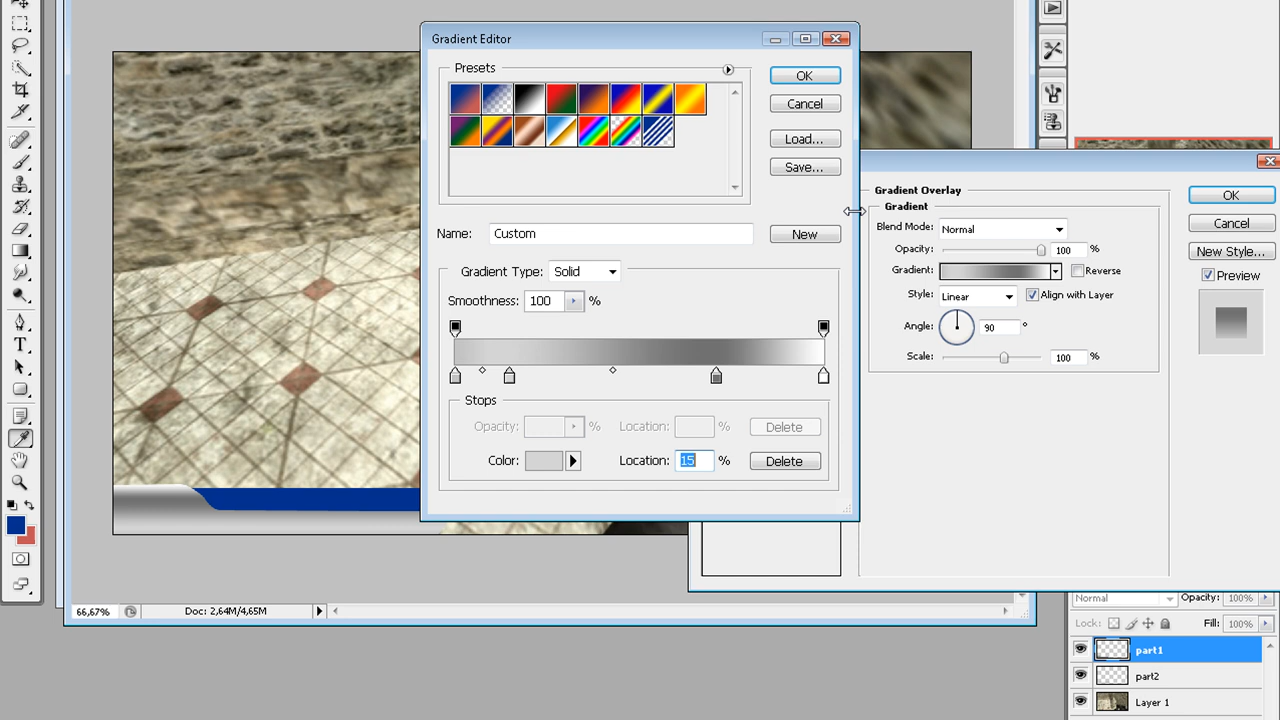 Gradient Editor
Presets
OK
Cancel
Load...
Save...
Name: Custom
New
Gradient Type: Solid
Smoothness: 100 %
Stops
Opacity: % Location: Delete
Color: Location: 15 % Delete
Gradient Overlay
Gradient
Blend Mode: Normal
Opacity: 100 %
Gradient: Reverse
Style: Linear Align with Layer
Angle: 90 °
Scale: 100 %
OK
Cancel
New Style...
Preview
T
66,67% Doc: 2,64M/4,65M
Normal Opacity: 100%
Lock: Fill: 100%
part1
part2
Layer 1